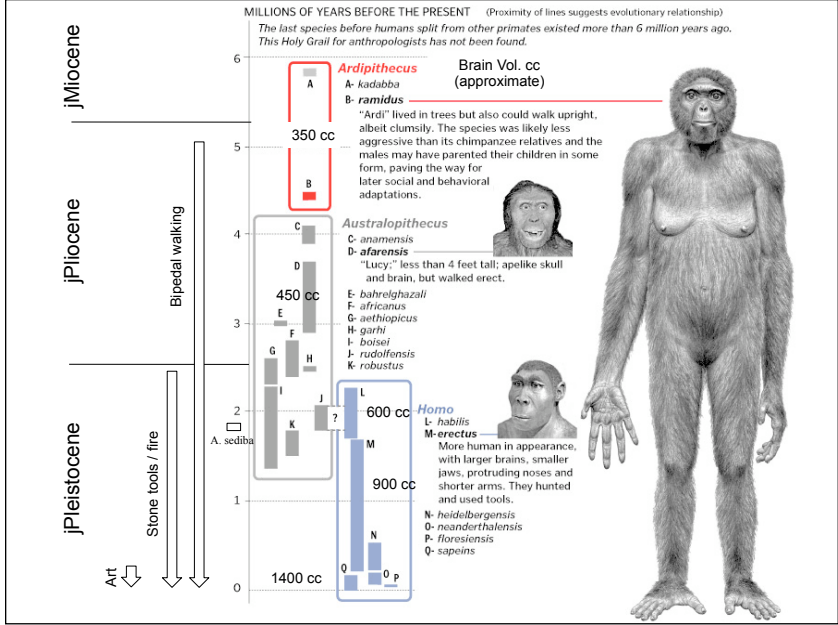 MILLIONS OF YEARS BEFORE THE PRESENT (Proximity of lines suggests evolutionary relationship)
The last species before humans split from other primates existed more than 6 million years ago.
This Holy Grail for anthropologists has not been found.
jMiocene
jPliocene
jPleistocene
Bipedal walking
Stone tools / fire
Art
6
5
4
3
2
1
0
Brain Vol. cc
(approximate)
Ardipithecus
A- kadabba
B- ramidus
"Ardi" lived in trees but also could walk upright,
albeit clumsily. The species was likely less
aggressive than its chimpanzee relatives and the
males may have parented their children in some
form, paving the way for
later social and behavioral
adaptations.
A
350 cc
B
Australopithecus
C- anamensis
D- afarensis
"Lucy;" less than 4 feet tall; apelike skull
and brain, but walked erect.
E- bahrelghazali
F- africanus
G- aethiopicus
H- garhi
I- boisei
J- rudolfensis
K- robustus
C
D
450 cc
E
F
G
H
I
J
K
?
A. sediba
Homo
L- habilis
M- erectus
More human in appearance,
with larger brains, smaller
jaws, protruding noses and
shorter arms. They hunted
and used tools.
N- heidelbergensis
O- neanderthalensis
P- floresiensis
Q- sapeins
L
600 cc
M
900 cc
N
Q
O
P
1400 cc